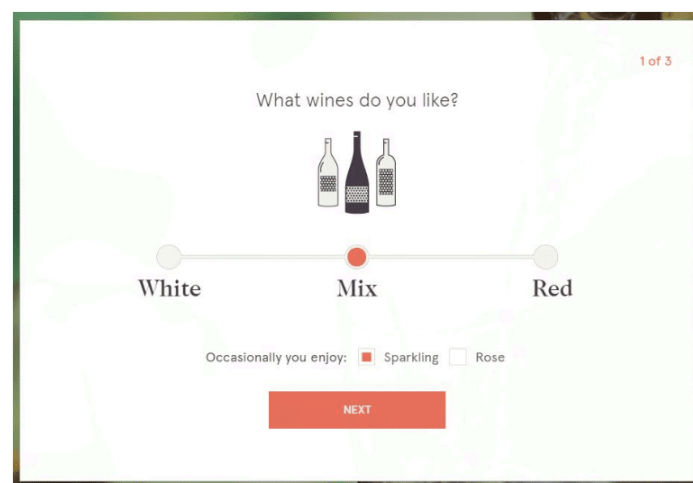 1 of 3
What wines do you like?
White Mix Red
Occasionally you enjoy: Sparkling Rose
NEXT